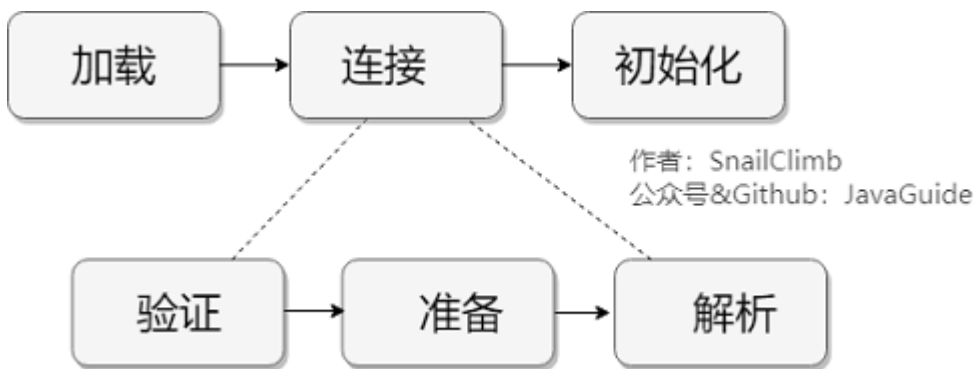 加载
连接
初始化
作者：SnailClimb
公众号&Github：JavaGuide
验证
准备
解析